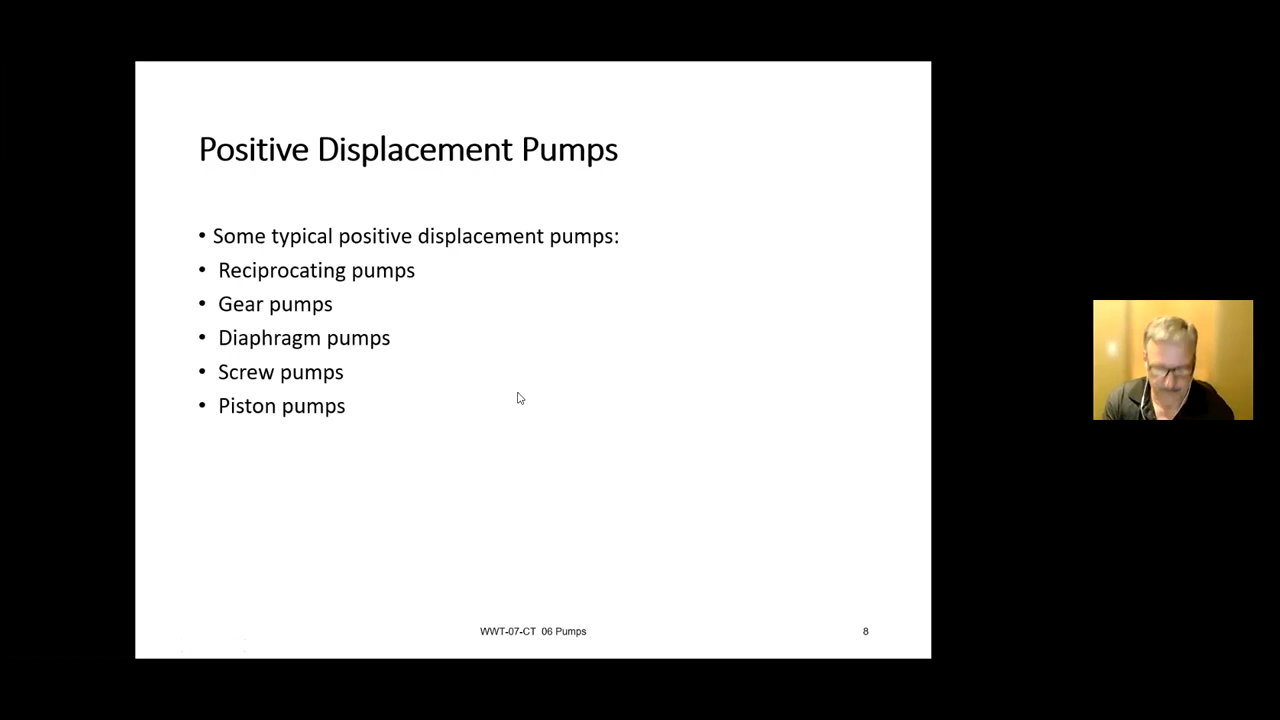 Positive Displacement Pumps
• Some typical positive displacement pumps:
• Reciprocating pumps
• Gear pumps
• Diaphragm pumps
• Screw pumps
• Piston pumps
WWT-07-CT 06 Pumps
8